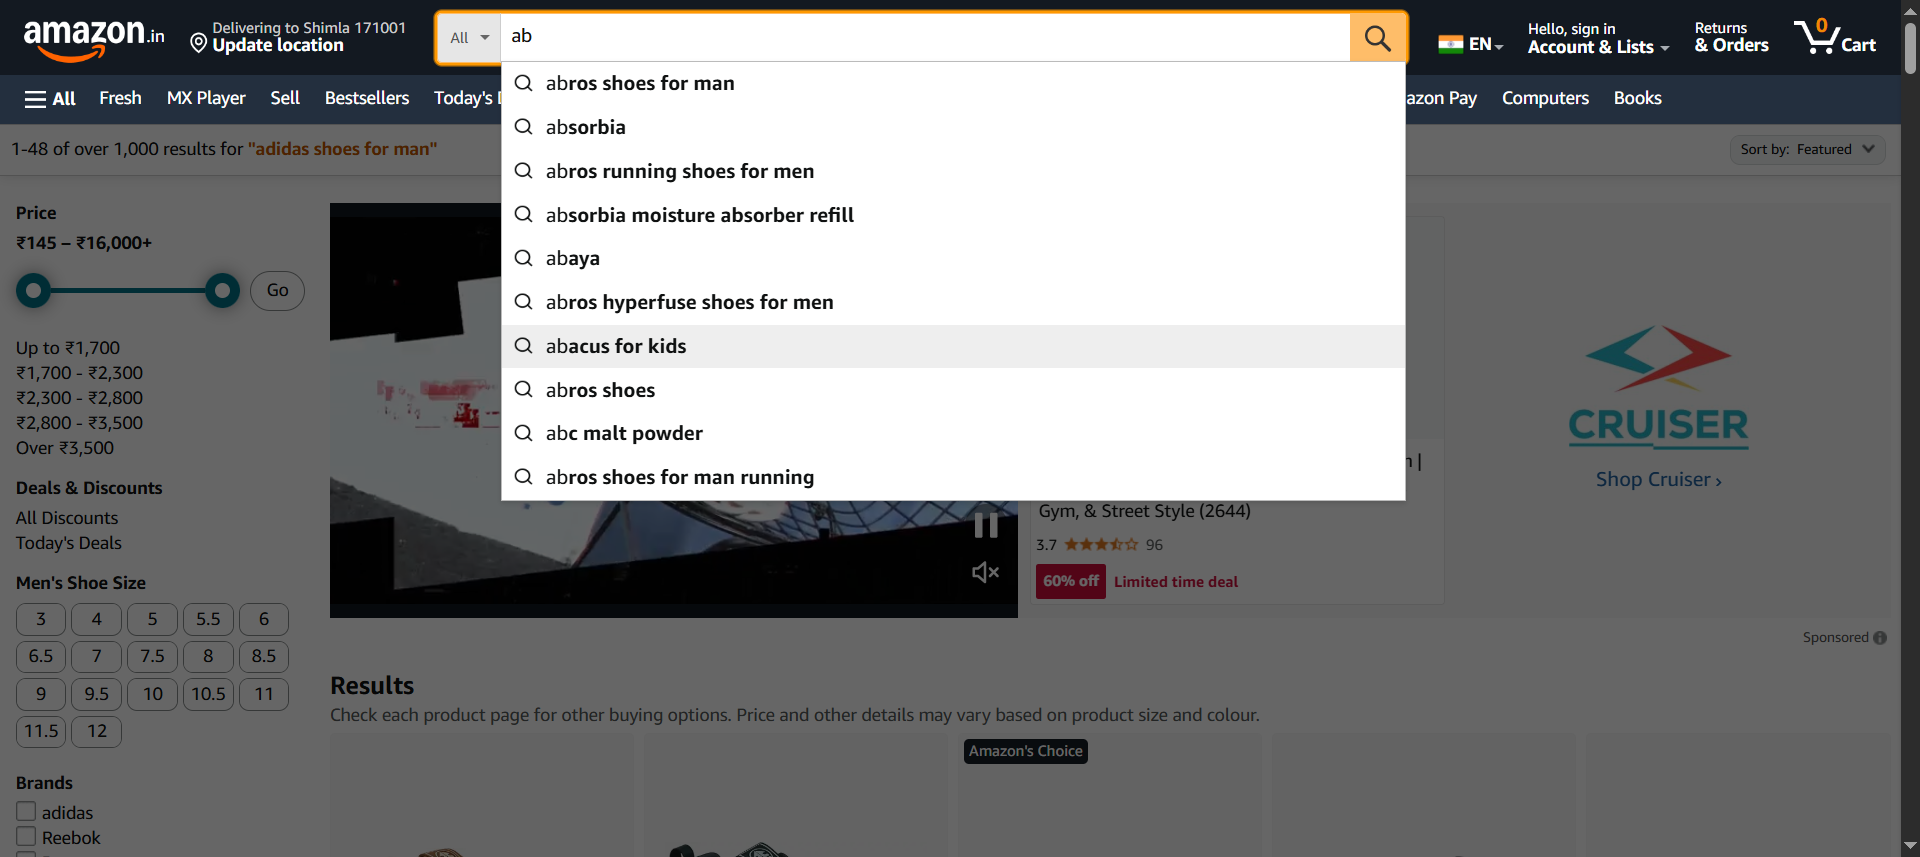 amazon.in
Delivering to Shimla 171001
Update location
All
ab
EN
Hello, sign in
Account & Lists
Returns
& Orders
0
Cart
All
Fresh
MX Player
Sell
Bestsellers
Today's
azon Pay
Computers
Books
abros shoes for man
absorbia
abros running shoes for men
absorbia moisture absorber refill
abaya
abros hyperfuse shoes for men
abacus for kids
abros shoes
abc malt powder
abros shoes for man running
1-48 of over 1,000 results for "adidas shoes for man"
Sort by: Featured
Price
₹145 – ₹16,000+
Go
Up to ₹1,700
₹1,700 - ₹2,300
₹2,300 - ₹2,800
₹2,800 - ₹3,500
Over ₹3,500
Deals & Discounts
All Discounts
Today's Deals
Men's Shoe Size
3 4 5 5.5 6
6.5 7 7.5 8 8.5
9 9.5 10 10.5 11
11.5 12
Brands
adidas
Reebok
|
Gym, & Street Style (2644)
3.7
96
60% off Limited time deal
CRUISER
Shop Cruiser ›
Sponsored
Results
Check each product page for other buying options. Price and other details may vary based on product size and colour.
Amazon's Choice